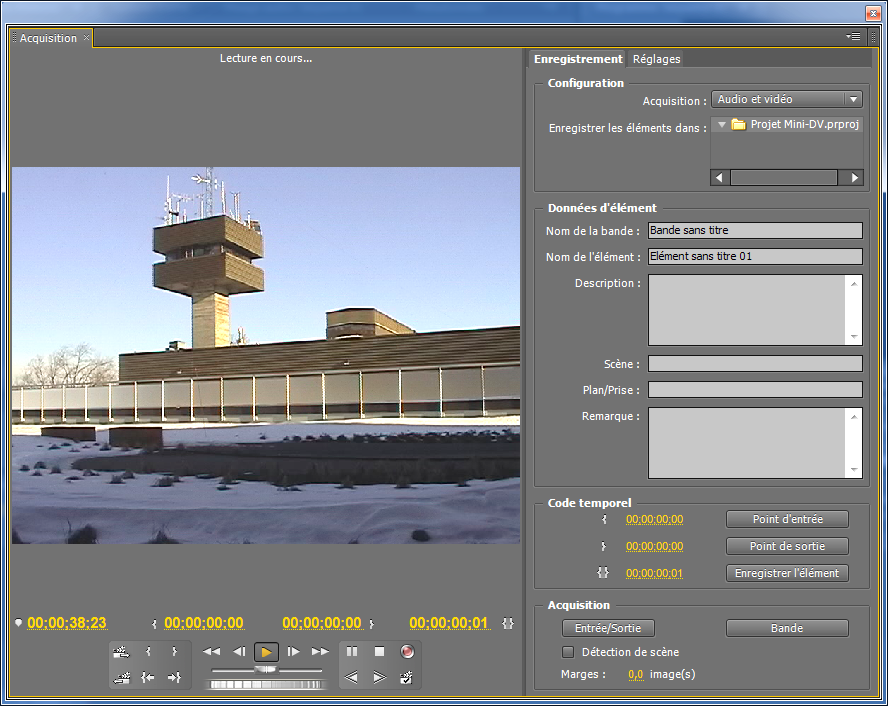 Acquisition
Lecture en cours...
Enregistrement Réglages
Configuration
Acquisition : Audio et vidéo
Enregistrer les éléments dans : Projet Mini-DV.prproj
Données d'élément
Nom de la bande : Bande sans titre
Nom de l'élément : Elément sans titre 01
Description :
Scène :
Plan/Prise :
Remarque :
Code temporel
{ 00;00;00;00 Point d'entrée
} 00;00;00;00 Point de sortie
{} 00;00;00;01 Enregistrer l'élément
00;00;38;23 { 00;00;00;00 00;00;00;00 } 00;00;00;01 {}
Acquisition
Entrée/Sortie Bande
Détection de scène
Marges : 0,0 image(s)